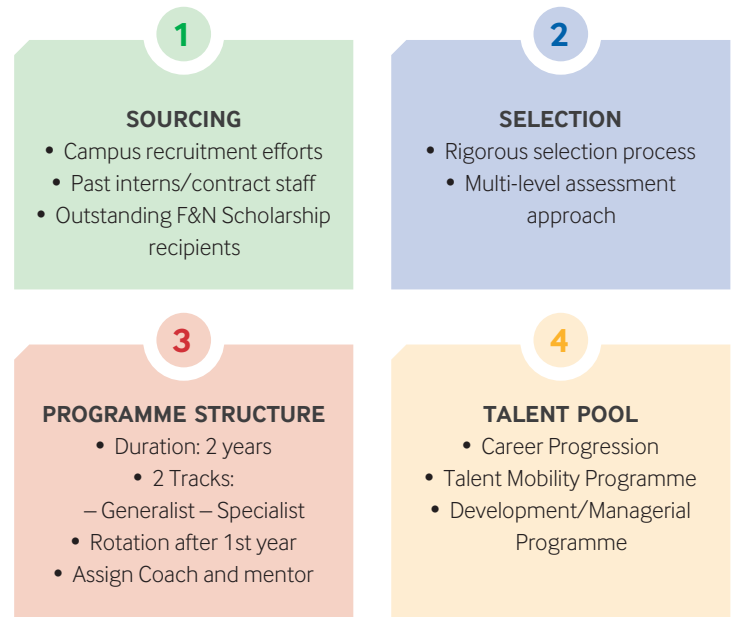 1
SOURCING
• Campus recruitment efforts
• Past interns/contract staff
• Outstanding F&N Scholarship
recipients
2
SELECTION
• Rigorous selection process
• Multi-level assessment
approach
3
PROGRAMME STRUCTURE
• Duration: 2 years
• 2 Tracks:
– Generalist – Specialist
• Rotation after 1st year
• Assign Coach and mentor
4
TALENT POOL
• Career Progression
• Talent Mobility Programme
• Development/Managerial
Programme